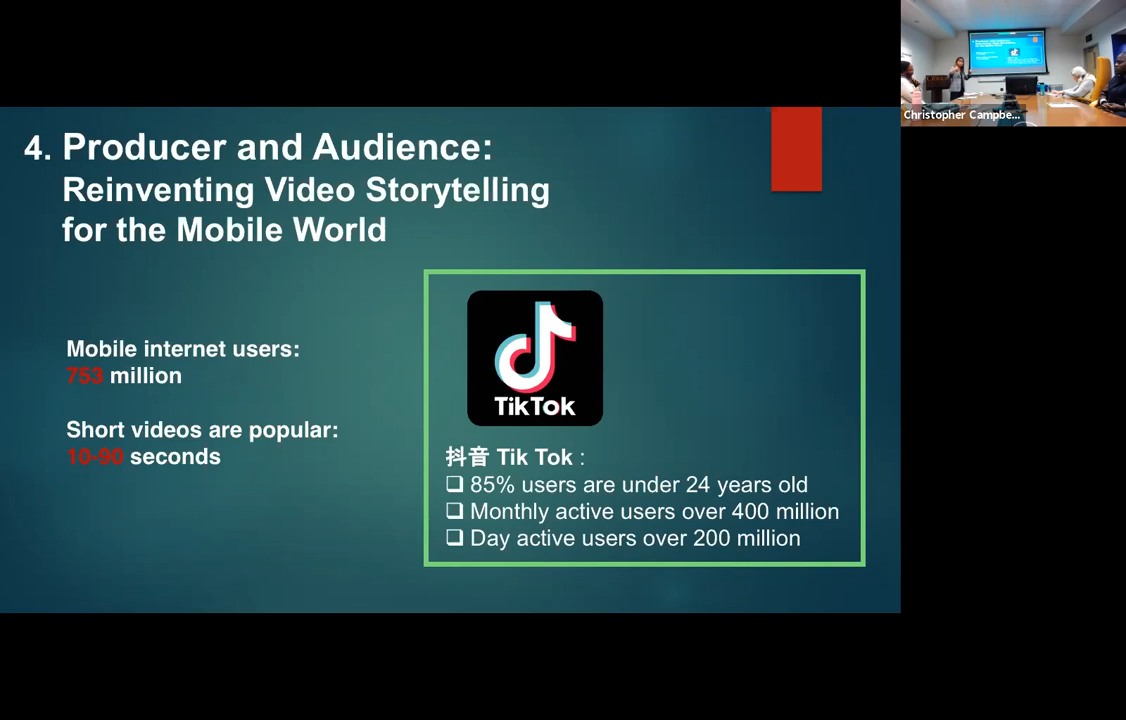 4. Producer and Audience:
Reinventing Video Storytelling
for the Mobile World
Mobile internet users:
753 million
Short videos are popular:
10-90 seconds
TikTok
抖音 Tik Tok :
❑ 85% users are under 24 years old
❑ Monthly active users over 400 million
❑ Day active users over 200 million
Christopher Campbe...